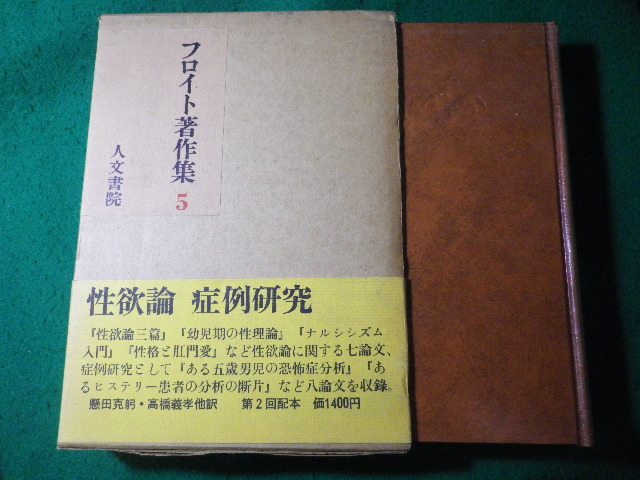 フロイト著作集 5
人文書院
性欲論 症例研究
『性欲論三篇』『幼児期の性理論』『ナルシシズム
入門』『性格と肛門愛』など性欲論に関する七論文、
症例研究として『ある五歳男児の恐怖症分析』『あ
るヒステリー患者の分析の断片』など八論文を収録。
懸田克躬・高橋義孝他訳 第2回配本 価1400円